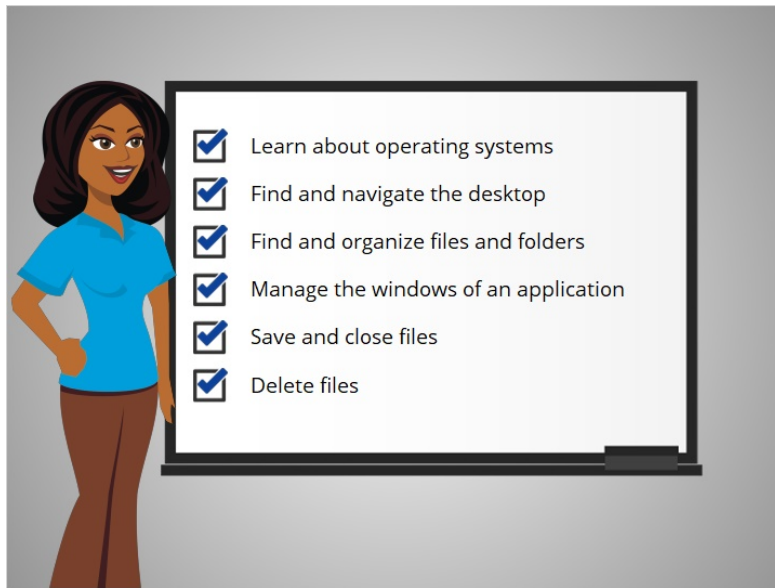 Learn about operating systems
Find and navigate the desktop
Find and organize files and folders
Manage the windows of an application
Save and close files
Delete files